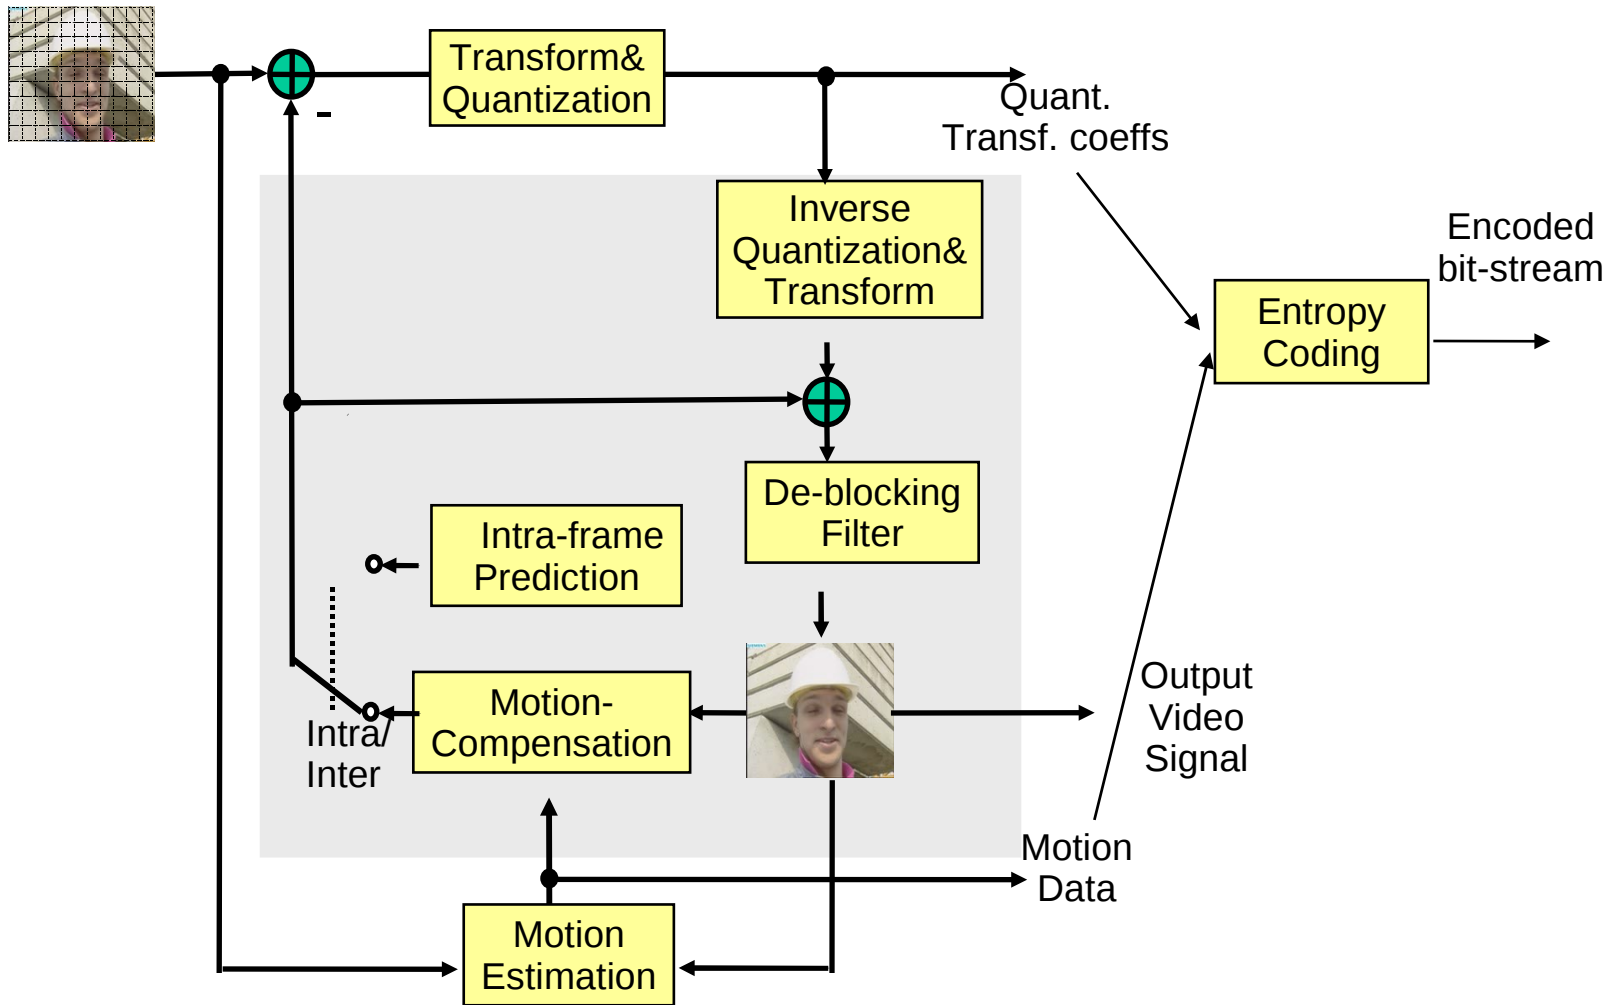 Transform&
Quantization
-
Quant.
Transf. coeffs
Inverse
Quantization&
Transform
Encoded
bit-stream
Entropy
Coding
De-blocking
Filter
Intra-frame
Prediction
Motion-
Compensation
Intra/
Inter
Output
Video
Signal
Motion
Data
Motion
Estimation